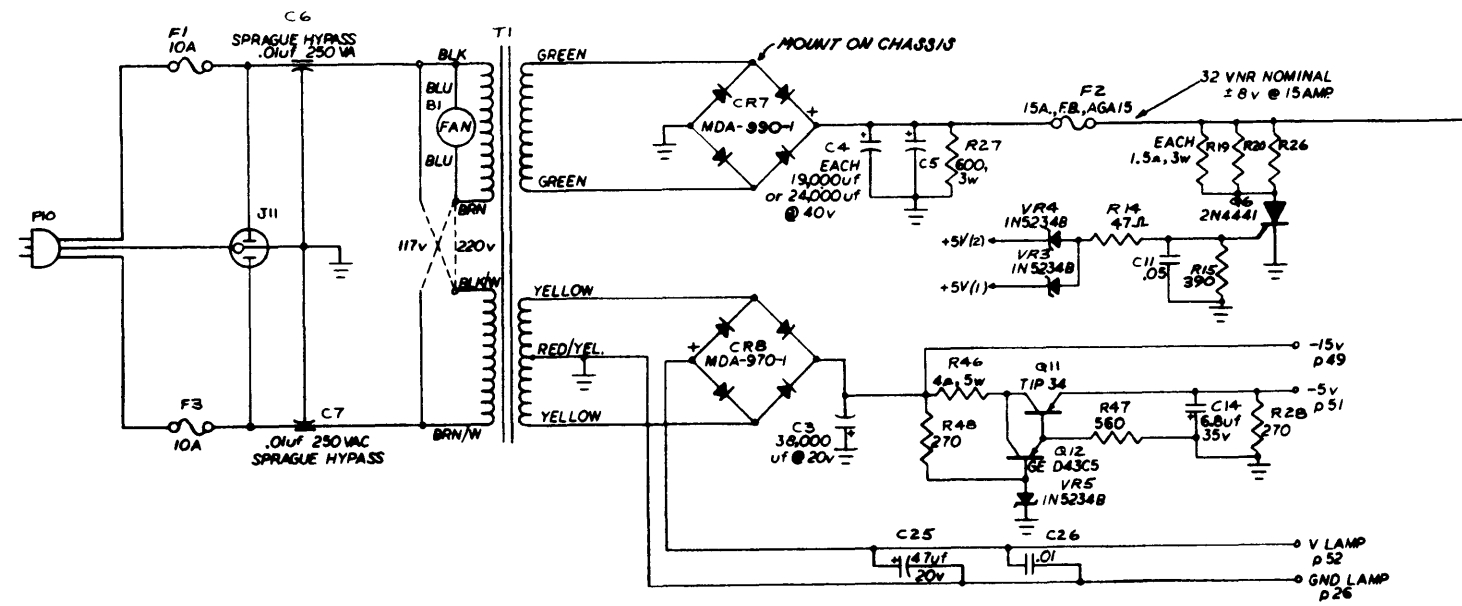 C6
SPRAGUE HYPASS
.01uf 250 VA
F1
10A
T1
BLK
BLU
B1
FAN
BLU
BRN
GREEN
GREEN
MOUNT ON CHASSIS
CR7
MDA-990-1
+
C4
EACH
19,000uf
or 24,000uf
@ 40v
+
C5
+
R27
600,
3w
F2
15A., F.B., AGA15
32 VNR NOMINAL
± 8v @ 15AMP.
EACH
1.5Ω, 3w
R19
R20
R26
Q6
2N4441
P10
J11
117v
220v
BLK/W
VR4
1N5234B
+5V(2)
VR3
1N5234B
+5V(1)
R14
47Ω
C11
.05
R15
390
YELLOW
RED/YEL.
YELLOW
BRN/W
+
CR8
MDA-970-1
F3
10A
C7
.01uf 250VAC
SPRAGUE HYPASS
C3
38,000
uf @ 20v
+
R46
4Ω, 5w
R48
270
Q11
TIP 34
Q12
GE D43C5
R47
560
VR5
1N5234B
C14
6.8uf
35v
+
R28
270
-15v
p49
-5v
p51
C25
+
47uf
20v
C26
.01
V LAMP
p52
GND LAMP
p26